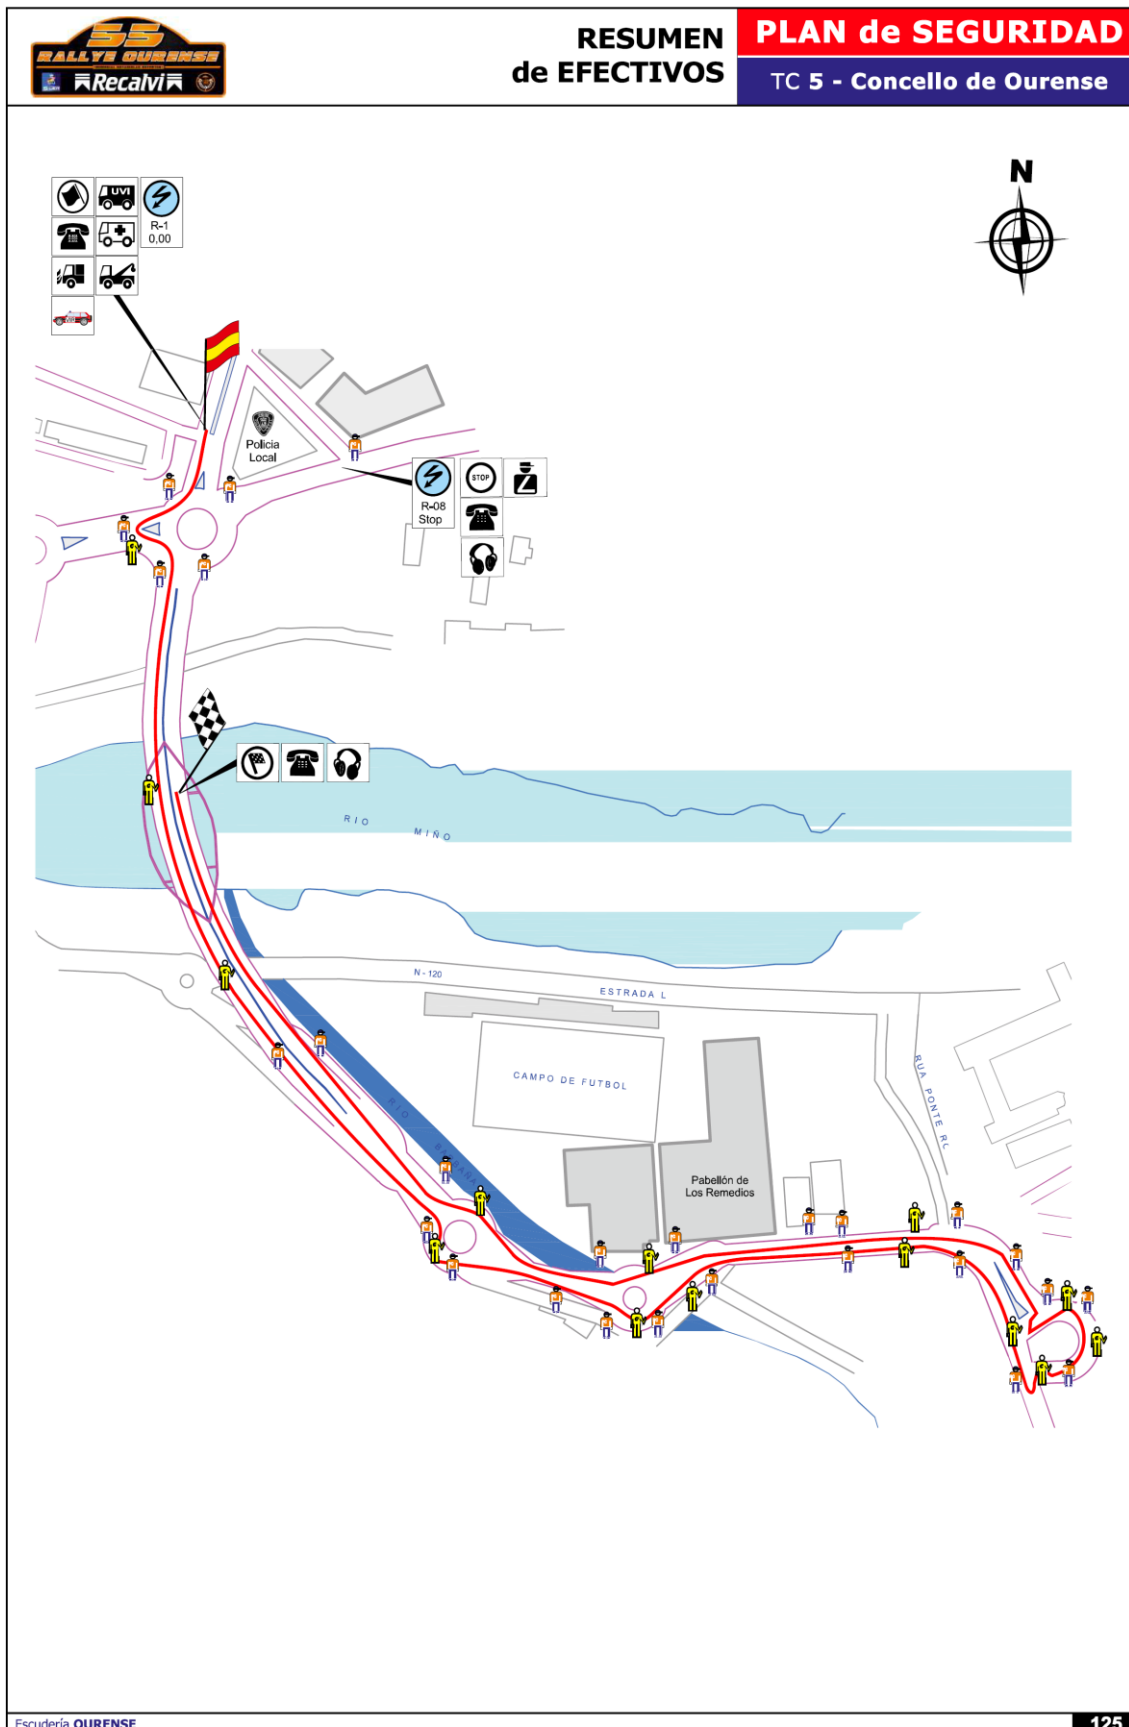 55
RALLYE OURENSE
Recalvi
RESUMEN
de EFECTIVOS
PLAN de SEGURIDAD
TC 5 - Concello de Ourense
N
UVI
R-1
0,00
Policia
Local
R-08
Stop
STOP
RIO MIÑO
N-120
ESTRADA L
CAMPO DE FUTBOL
RUA PONTE
RIO BARBAÑA
Pabellón de
Los Remedios
Escudería OURENSE
125